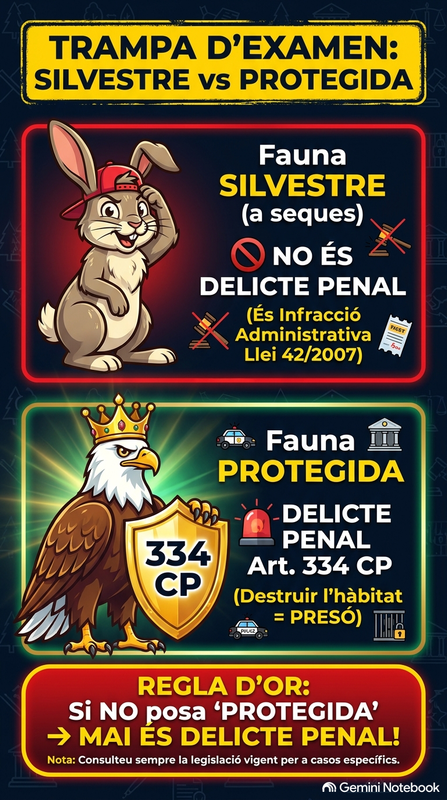 TRAMPA D’EXAMEN:
SILVESTRE vs PROTEGIDA
Fauna
SILVESTRE
(a seques)
NO ÉS
DELICTE PENAL
(És Infracció
Administrativa
Llei 42/2007)
Fauna
PROTEGIDA
334
CP
DELICTE
PENAL
Art. 334 CP
(Destruir l’hàbitat
= PRESÓ)
REGLA D’OR:
Si NO posa ‘PROTEGIDA’
→ MAI ÉS DELICTE PENAL!
Nota: Consulteu sempre la legislació vigent per a casos específics.
Gemini Notebook